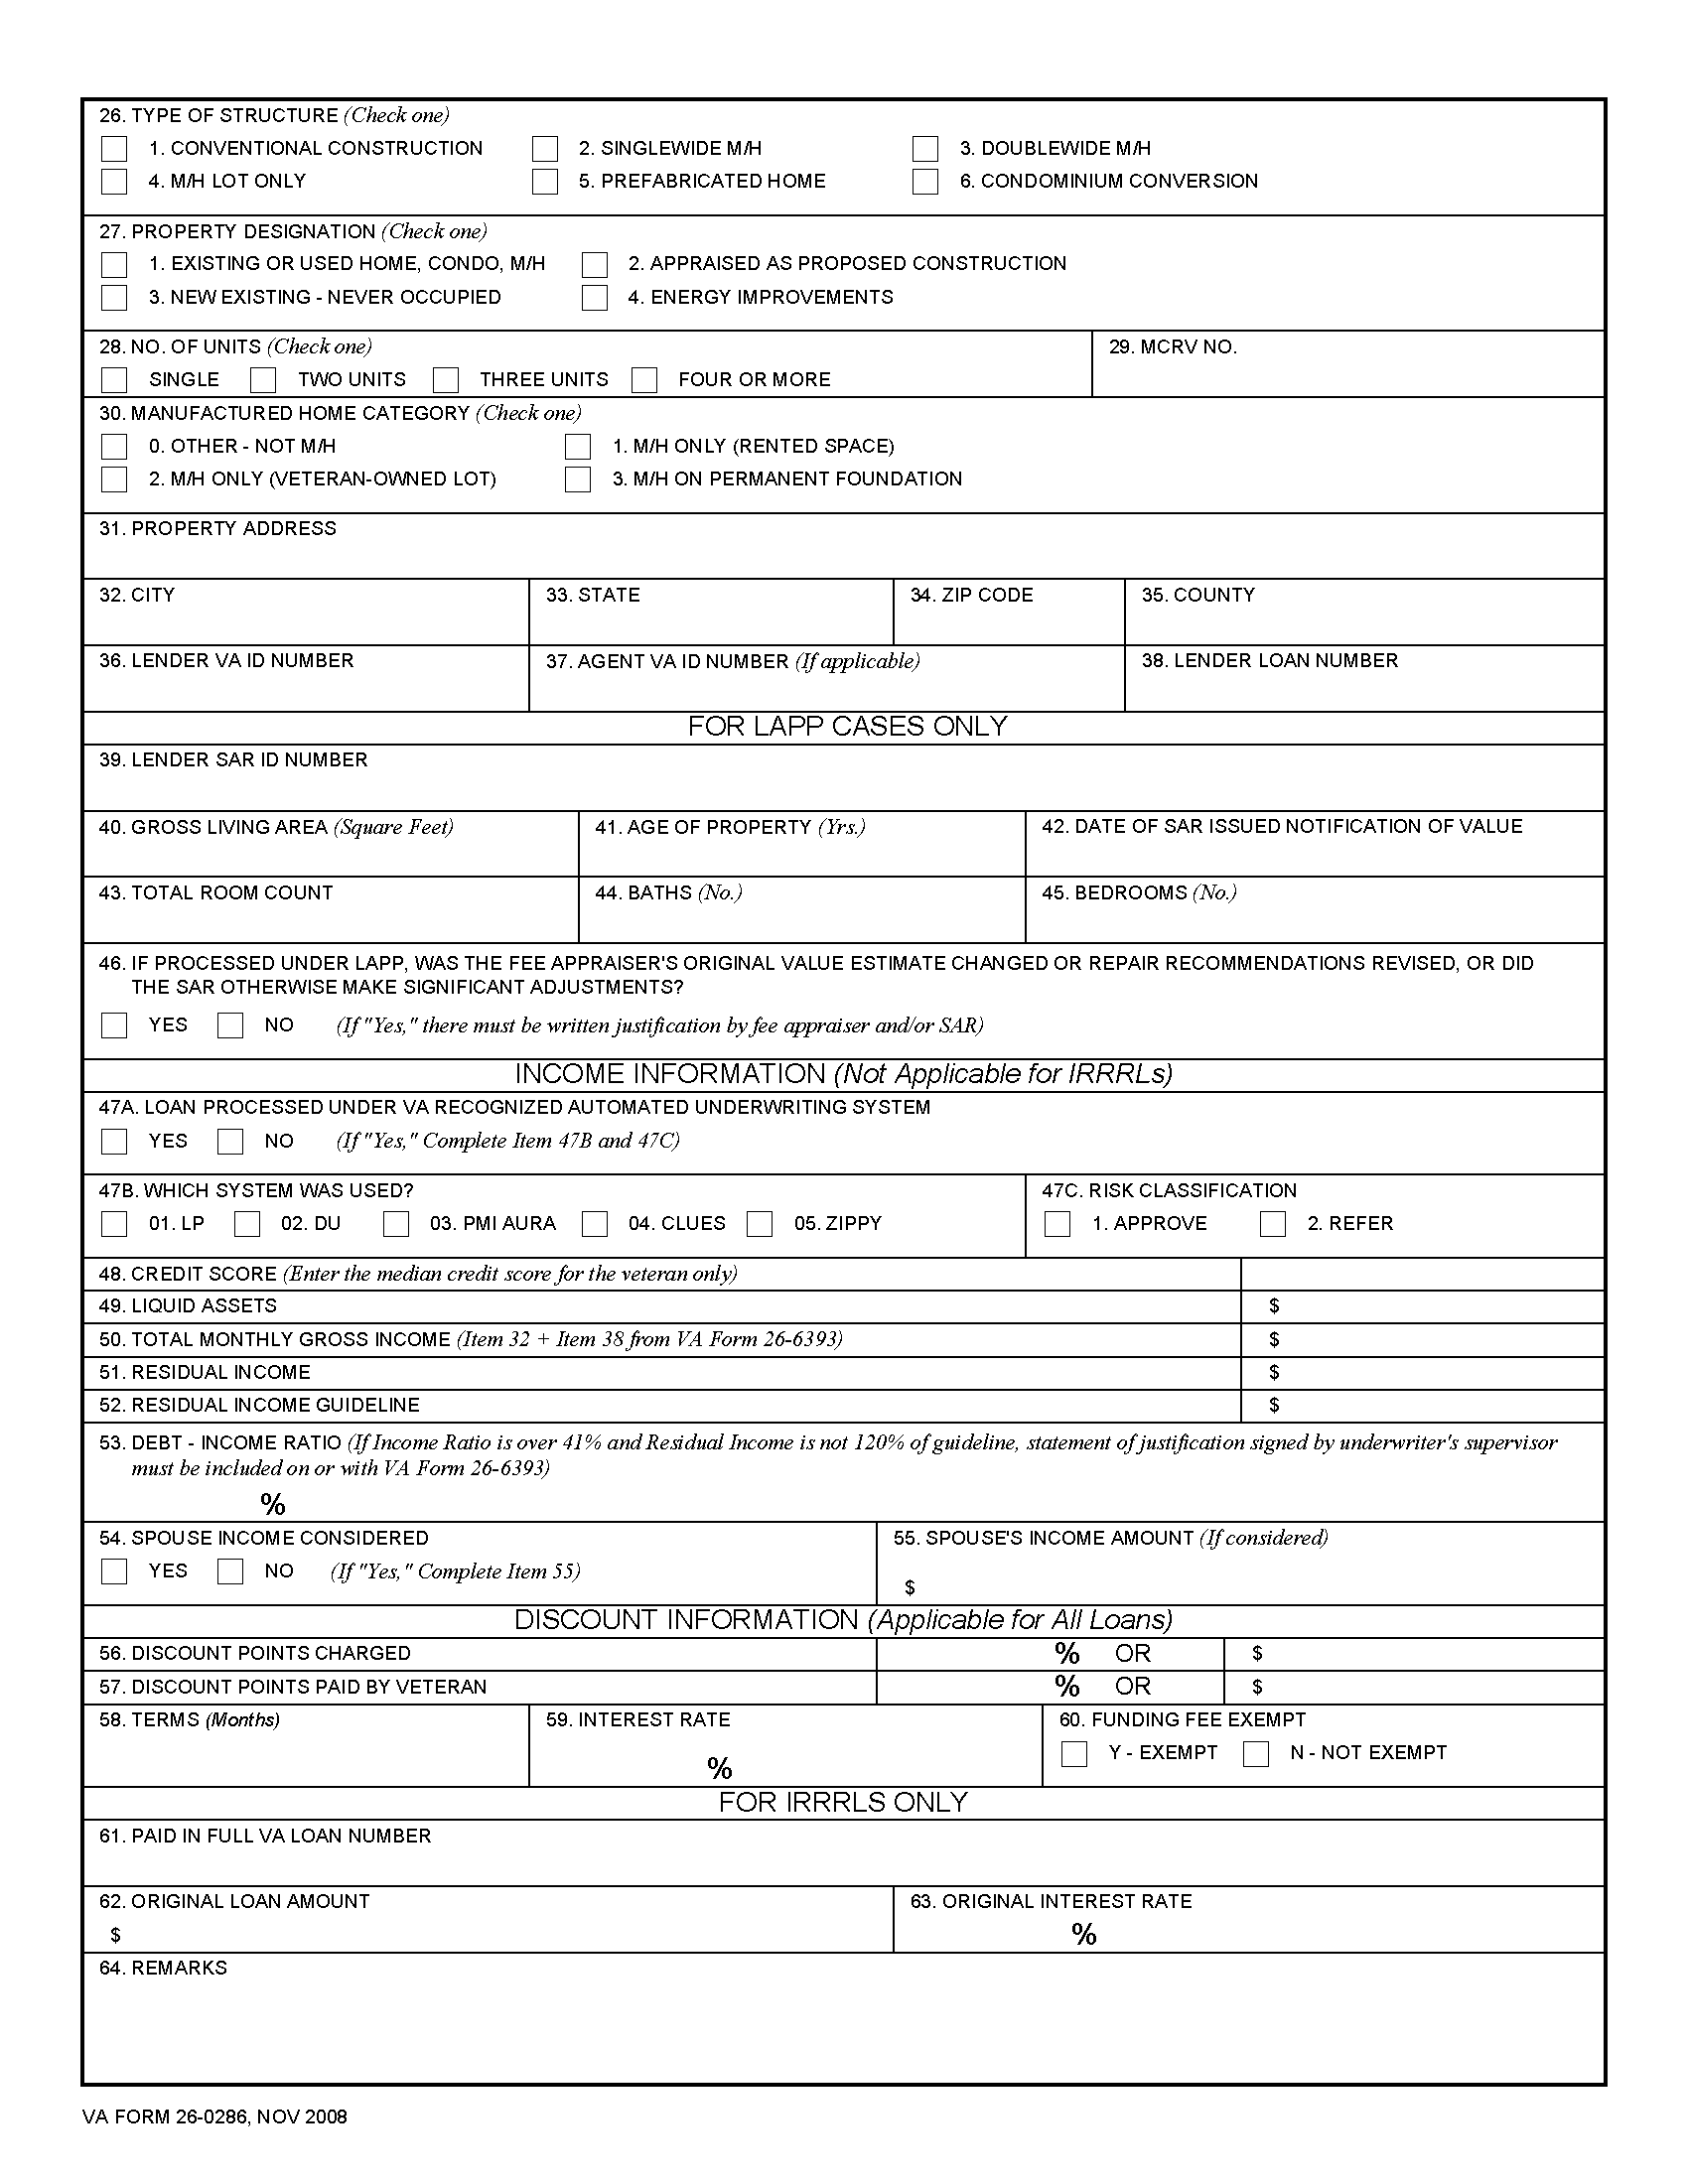 26. TYPE OF STRUCTURE (Check one)
1. CONVENTIONAL CONSTRUCTION 2. SINGLEWIDE M/H 3. DOUBLEWIDE M/H
4. M/H LOT ONLY 5. PREFABRICATED HOME 6. CONDOMINIUM CONVERSION
27. PROPERTY DESIGNATION (Check one)
1. EXISTING OR USED HOME, CONDO, M/H 2. APPRAISED AS PROPOSED CONSTRUCTION
3. NEW EXISTING - NEVER OCCUPIED 4. ENERGY IMPROVEMENTS
28. NO. OF UNITS (Check one) 29. MCRV NO.
SINGLE TWO UNITS THREE UNITS FOUR OR MORE
30. MANUFACTURED HOME CATEGORY (Check one)
0. OTHER - NOT M/H 1. M/H ONLY (RENTED SPACE)
2. M/H ONLY (VETERAN-OWNED LOT) 3. M/H ON PERMANENT FOUNDATION
31. PROPERTY ADDRESS
32. CITY 33. STATE 34. ZIP CODE 35. COUNTY
36. LENDER VA ID NUMBER 37. AGENT VA ID NUMBER (If applicable) 38. LENDER LOAN NUMBER
FOR LAPP CASES ONLY
39. LENDER SAR ID NUMBER
40. GROSS LIVING AREA (Square Feet) 41. AGE OF PROPERTY (Yrs.) 42. DATE OF SAR ISSUED NOTIFICATION OF VALUE
43. TOTAL ROOM COUNT 44. BATHS (No.) 45. BEDROOMS (No.)
46. IF PROCESSED UNDER LAPP, WAS THE FEE APPRAISER'S ORIGINAL VALUE ESTIMATE CHANGED OR REPAIR RECOMMENDATIONS REVISED, OR DID
THE SAR OTHERWISE MAKE SIGNIFICANT ADJUSTMENTS?
YES NO (If "Yes," there must be written justification by fee appraiser and/or SAR)
INCOME INFORMATION (Not Applicable for IRRRLs)
47A. LOAN PROCESSED UNDER VA RECOGNIZED AUTOMATED UNDERWRITING SYSTEM
YES NO (If "Yes," Complete Item 47B and 47C)
47B. WHICH SYSTEM WAS USED? 47C. RISK CLASSIFICATION
01. LP 02. DU 03. PMI AURA 04. CLUES 05. ZIPPY 1. APPROVE 2. REFER
48. CREDIT SCORE (Enter the median credit score for the veteran only)
49. LIQUID ASSETS $
50. TOTAL MONTHLY GROSS INCOME (Item 32 + Item 38 from VA Form 26-6393) $
51. RESIDUAL INCOME $
52. RESIDUAL INCOME GUIDELINE $
53. DEBT - INCOME RATIO (If Income Ratio is over 41% and Residual Income is not 120% of guideline, statement of justification signed by underwriter's supervisor
must be included on or with VA Form 26-6393)
%
54. SPOUSE INCOME CONSIDERED 55. SPOUSE'S INCOME AMOUNT (If considered)
YES NO (If "Yes," Complete Item 55)
$
DISCOUNT INFORMATION (Applicable for All Loans)
56. DISCOUNT POINTS CHARGED % OR $
57. DISCOUNT POINTS PAID BY VETERAN % OR $
58. TERMS (Months) 59. INTEREST RATE 60. FUNDING FEE EXEMPT
Y - EXEMPT N - NOT EXEMPT
%
FOR IRRRLS ONLY
61. PAID IN FULL VA LOAN NUMBER
62. ORIGINAL LOAN AMOUNT 63. ORIGINAL INTEREST RATE
$ %
64. REMARKS
VA FORM 26-0286, NOV 2008